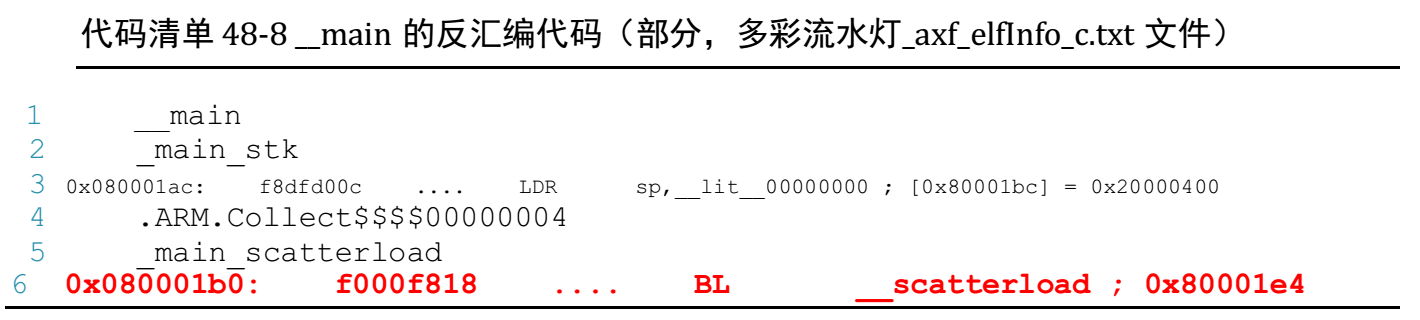 代码清单 48-8 __main 的反汇编代码（部分，多彩流水灯_axf_elfInfo_c.txt 文件）
1 __main
2 _main_stk
3 0x080001ac: f8dfd00c .... LDR sp,__lit__00000000 ; [0x80001bc] = 0x20000400
4 .ARM.Collect$$$$00000004
5 _main_scatterload
6 0x080001b0: f000f818 .... BL __scatterload ; 0x80001e4